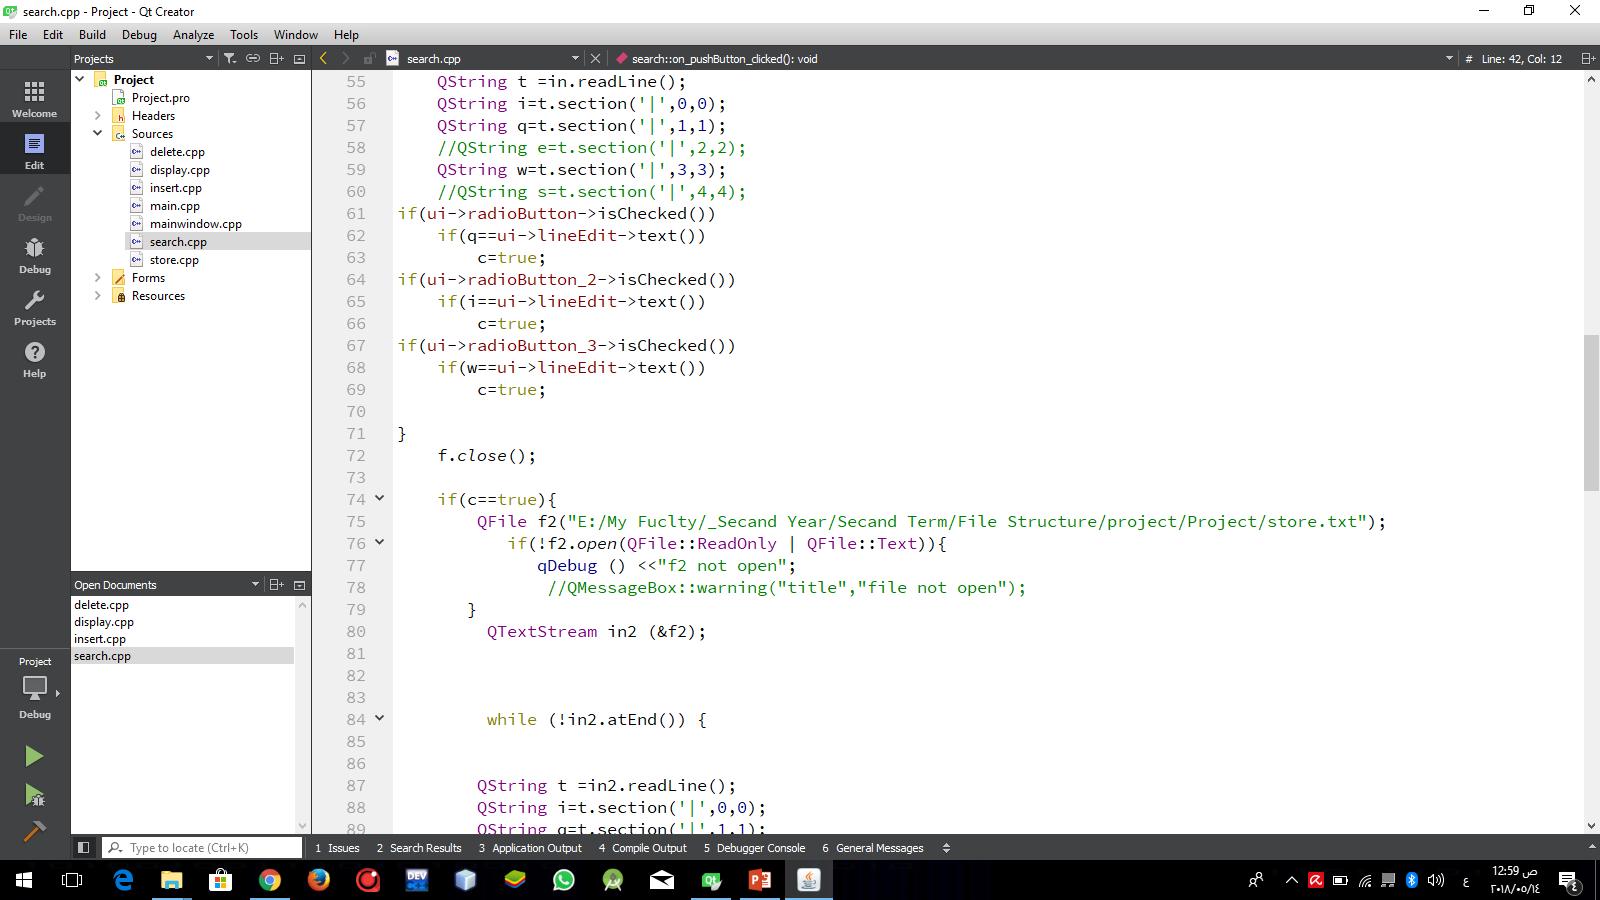 search.cpp - Project - Qt Creator
File Edit Build Debug Analyze Tools Window Help
Projects
search.cpp
search::on_pushButton_clicked(): void
# Line: 42, Col: 12
Welcome
Edit
Design
Debug
Projects
Help
Project
Project.pro
Headers
Sources
delete.cpp
display.cpp
insert.cpp
main.cpp
mainwindow.cpp
search.cpp
store.cpp
Forms
Resources
Open Documents
delete.cpp
display.cpp
insert.cpp
search.cpp
Project
Debug
55 QString t =in.readLine();
56 QString i=t.section('|',0,0);
57 QString q=t.section('|',1,1);
58 //QString e=t.section('|',2,2);
59 QString w=t.section('|',3,3);
60 //QString s=t.section('|',4,4);
61 if(ui->radioButton->isChecked())
62 if(q==ui->lineEdit->text())
63 c=true;
64 if(ui->radioButton_2->isChecked())
65 if(i==ui->lineEdit->text())
66 c=true;
67 if(ui->radioButton_3->isChecked())
68 if(w==ui->lineEdit->text())
69 c=true;
70
71 }
72 f.close();
73
74 if(c==true){
75 QFile f2("E:/My Fuclty/_Secand Year/Secand Term/File Structure/project/Project/store.txt");
76 if(!f2.open(QFile::ReadOnly | QFile::Text)){
77 qDebug () <<"f2 not open";
78 //QMessageBox::warning("title","file not open");
79 }
80 QTextStream in2 (&f2);
81
82
83
84 while (!in2.atEnd()) {
85
86
87 QString t =in2.readLine();
88 QString i=t.section('|',0,0);
89 QString q=t.section('|',1,1);
Type to locate (Ctrl+K)
1 Issues 2 Search Results 3 Application Output 4 Compile Output 5 Debugger Console 6 General Messages
DEV
ع
12:59 ص
٢٠١٨/٠٥/١٤
٤